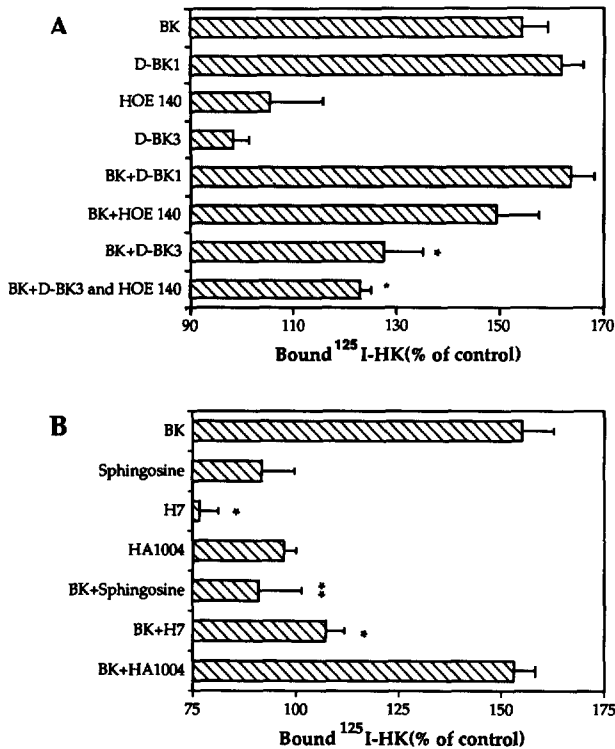 A
BK
D-BK1
HOE 140
D-BK3
BK+D-BK1
BK+HOE 140
BK+D-BK3
*
BK+D-BK3 and HOE 140
*
90 110 130 150 170
Bound 125 I-HK(% of control)
B
BK
Sphingosine
H7
*
HA1004
BK+Sphingosine
**
BK+H7
*
BK+HA1004
75 100 125 150 175
Bound 125 I-HK(% of control)